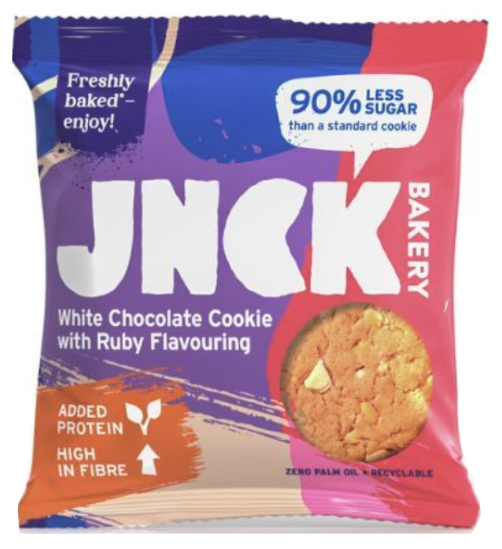 Freshly
baked*–
enjoy!
90% LESS
SUGAR
than a standard cookie
JNCK
BAKERY
White Chocolate Cookie
with Ruby Flavouring
ADDED
PROTEIN
HIGH
IN FIBRE
ZERO PALM OIL • RECYCLABLE